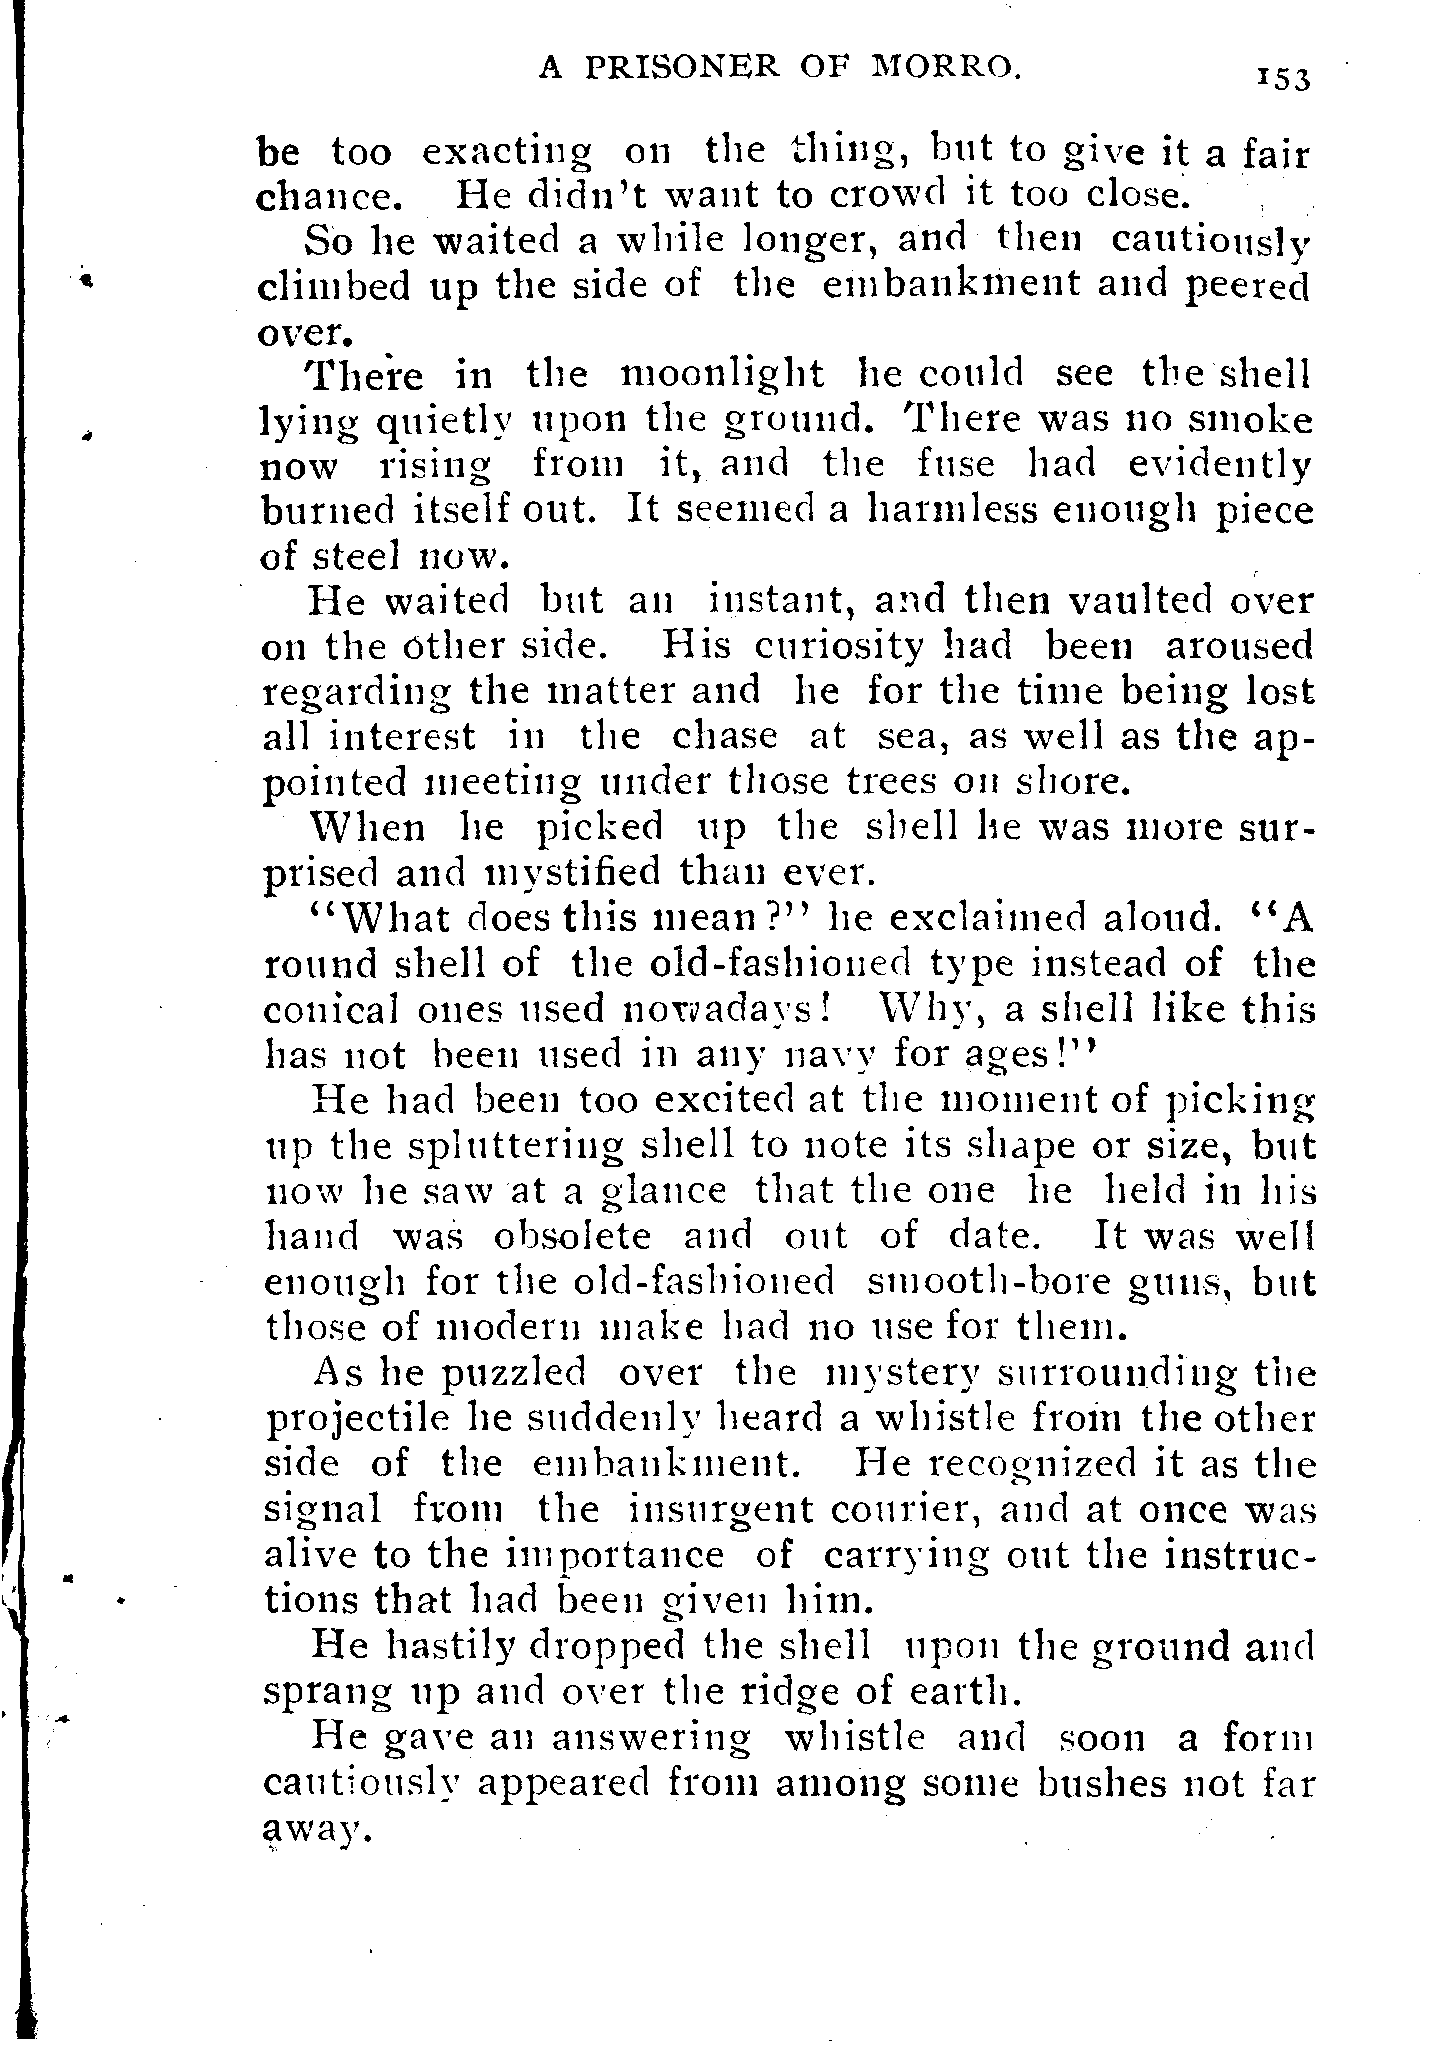 A PRISONER OF MORRO. 153
be too exacting on the thing, but to give it a fair
chance. He didn't want to crowd it too close.
So he waited a while longer, and then cautiously
climbed up the side of the embankment and peered
over.
There in the moonlight he could see the shell
lying quietly upon the ground. There was no smoke
now rising from it, and the fuse had evidently
burned itself out. It seemed a harmless enough piece
of steel now.
He waited but an instant, and then vaulted over
on the other side. His curiosity had been aroused
regarding the matter and he for the time being lost
all interest in the chase at sea, as well as the ap-
pointed meeting under those trees on shore.
When he picked up the shell he was more sur-
prised and mystified than ever.
"What does this mean?" he exclaimed aloud. "A
round shell of the old-fashioned type instead of the
conical ones used nowadays! Why, a shell like this
has not been used in any navy for ages!"
He had been too excited at the moment of picking
up the spluttering shell to note its shape or size, but
now he saw at a glance that the one he held in his
hand was obsolete and out of date. It was well
enough for the old-fashioned smooth-bore guns, but
those of modern make had no use for them.
As he puzzled over the mystery surrounding the
projectile he suddenly heard a whistle from the other
side of the embankment. He recognized it as the
signal from the insurgent courier, and at once was
alive to the importance of carrying out the instruc-
tions that had been given him.
He hastily dropped the shell upon the ground and
sprang up and over the ridge of earth.
He gave an answering whistle and soon a form
cautiously appeared from among some bushes not far
away.